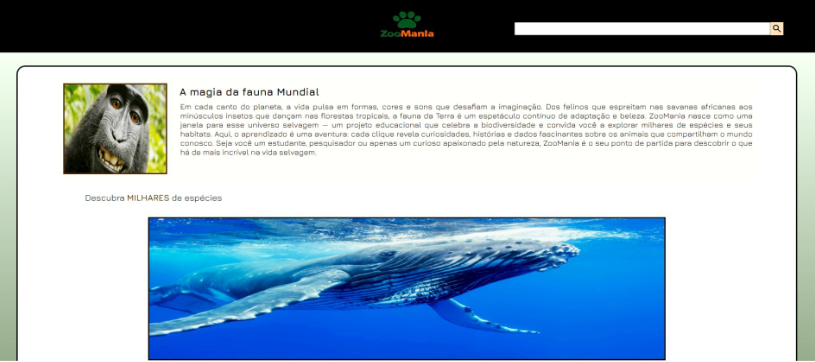 ZooMania
A magia da fauna Mundial
Em cada canto do planeta, a vida pulsa em formas, cores e sons que desafiam a imaginação. Dos felinos que espreitam nas savanas africanas aos
minúsculos insetos que dançam nas florestas tropicais, a fauna da Terra é um espetáculo contínuo de adaptação e beleza. ZooMania nasce como uma
janela para esse universo selvagem — um projeto educacional que celebra a biodiversidade e convida você a explorar milhares de espécies e seus
habitats. Aqui, o aprendizado é uma aventura: cada clique revela curiosidades, histórias e dados fascinantes sobre os animais que compartilham o mundo
conosco. Seja você um estudante, pesquisador ou apenas um curioso apaixonado pela natureza, ZooMania é o seu ponto de partida para descobrir o que
há de mais incrível na vida selvagem.
Descubra MILHARES de espécies